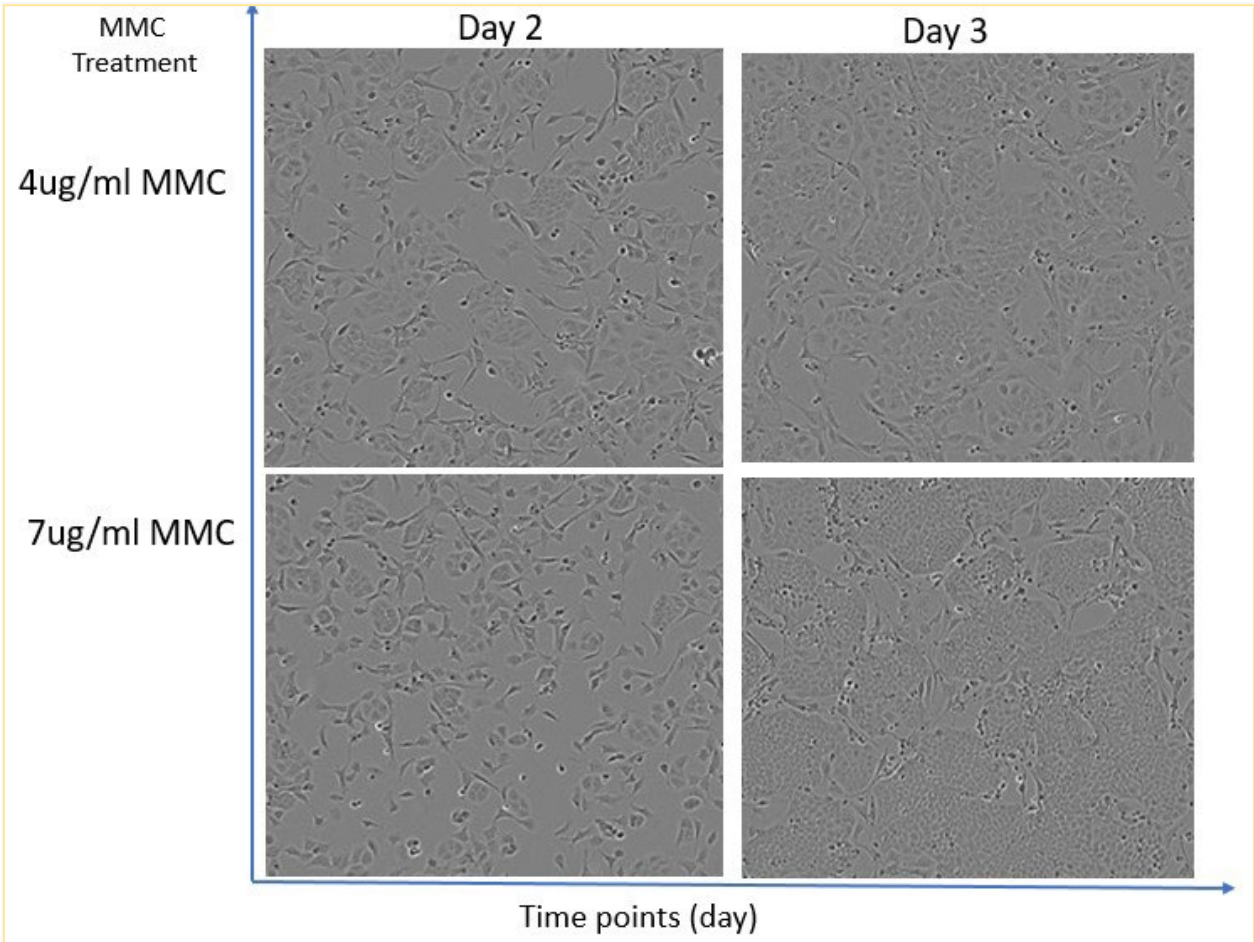 MMC
Treatment
Day 2
Day 3
4ug/ml MMC
7ug/ml MMC
Time points (day)